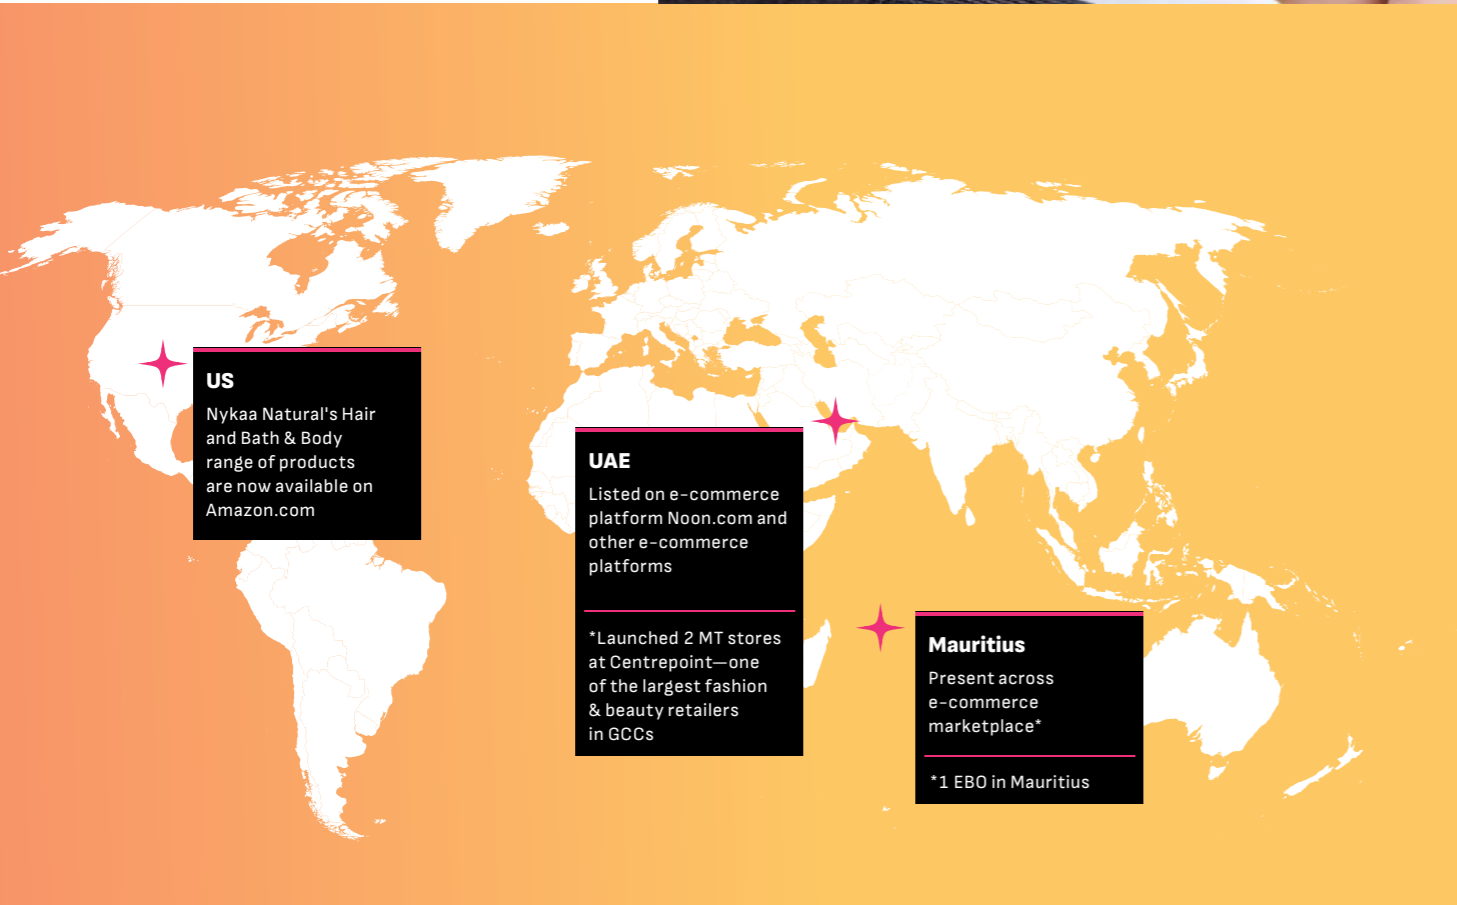 US
Nykaa Natural's Hair
and Bath & Body
range of products
are now available on
Amazon.com
UAE
Listed on e-commerce
platform Noon.com and
other e-commerce
platforms
*Launched 2 MT stores
at Centrepoint—one
of the largest fashion
& beauty retailers
in GCCs
Mauritius
Present across
e-commerce
marketplace*
*1 EBO in Mauritius